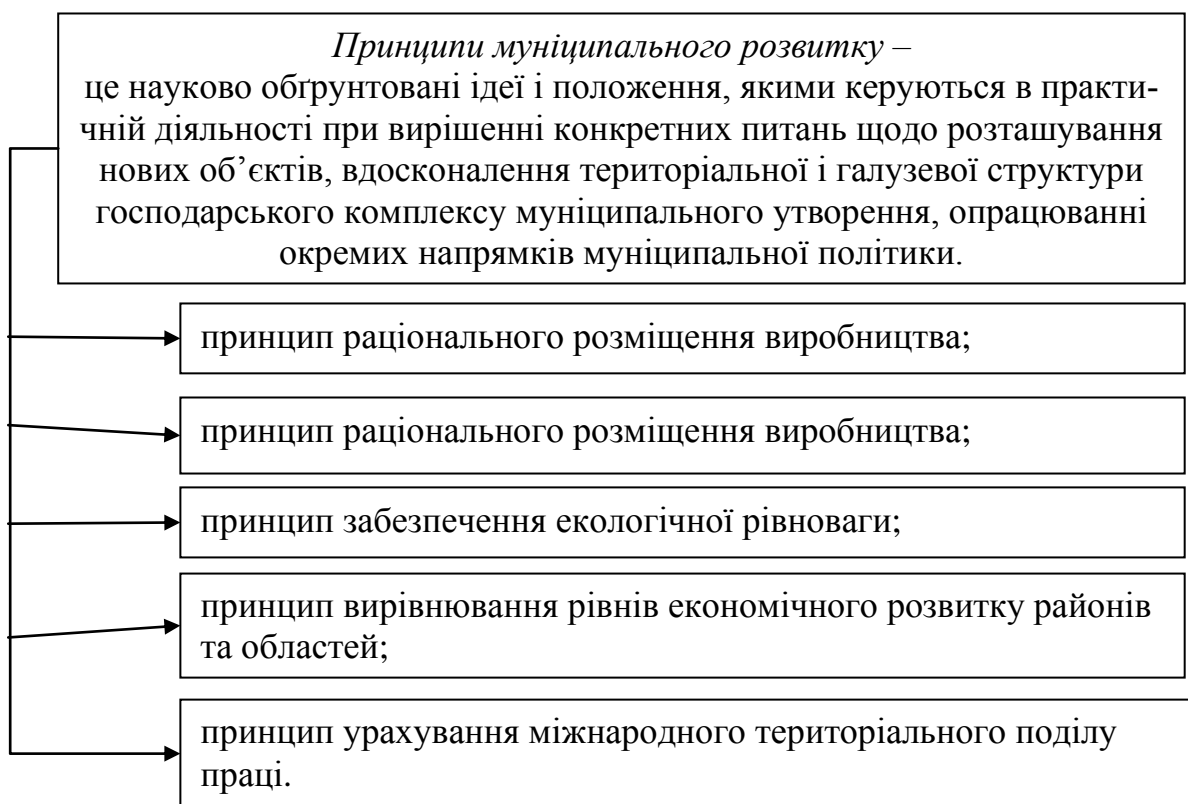 Принципи муніципального розвитку –
це науково обґрунтовані ідеї і положення, якими керуються в практи-
чній діяльності при вирішенні конкретних питань щодо розташування
нових об’єктів, вдосконалення територіальної і галузевої структури
господарського комплексу муніципального утворення, опрацюванні
окремих напрямків муніципальної політики.
принцип раціонального розміщення виробництва;
принцип раціонального розміщення виробництва;
принцип забезпечення екологічної рівноваги;
принцип вирівнювання рівнів економічного розвитку районів
та областей;
принцип урахування міжнародного територіального поділу
праці.